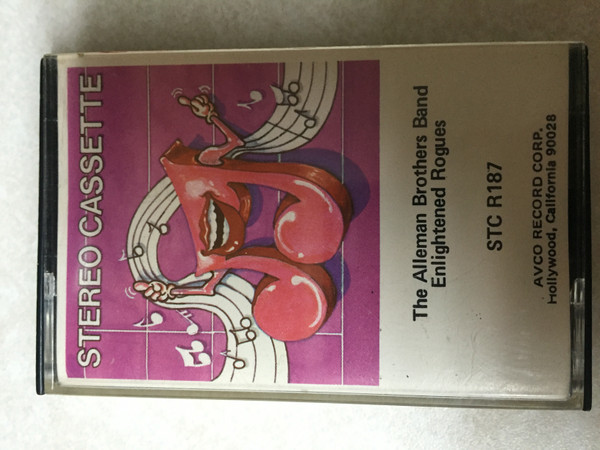 STEREO CASSETTE
The Alleman Brothers Band
Enlightened Rogues
STC R187
AVCO RECORD CORP.
Hollywood, California 90028